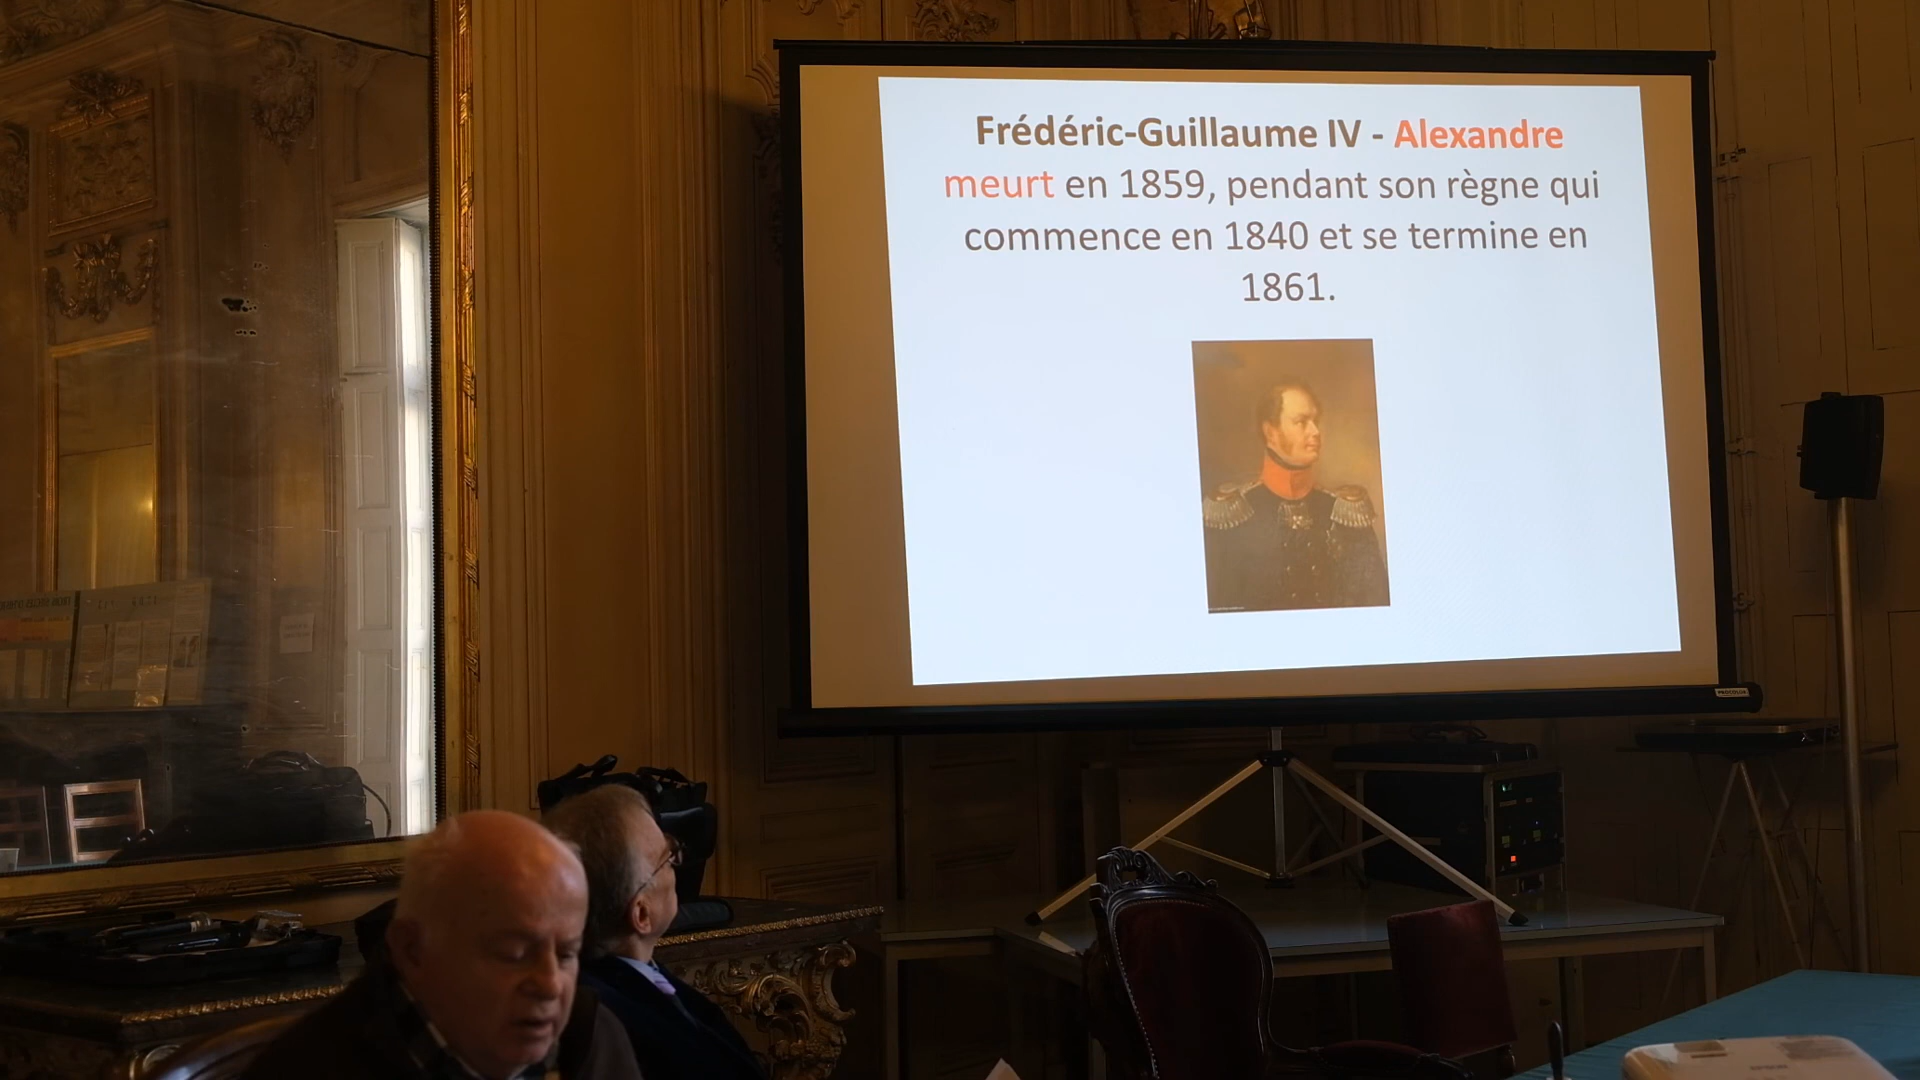 Frédéric-Guillaume IV - Alexandre
meurt en 1859, pendant son règne qui
commence en 1840 et se termine en
1861.